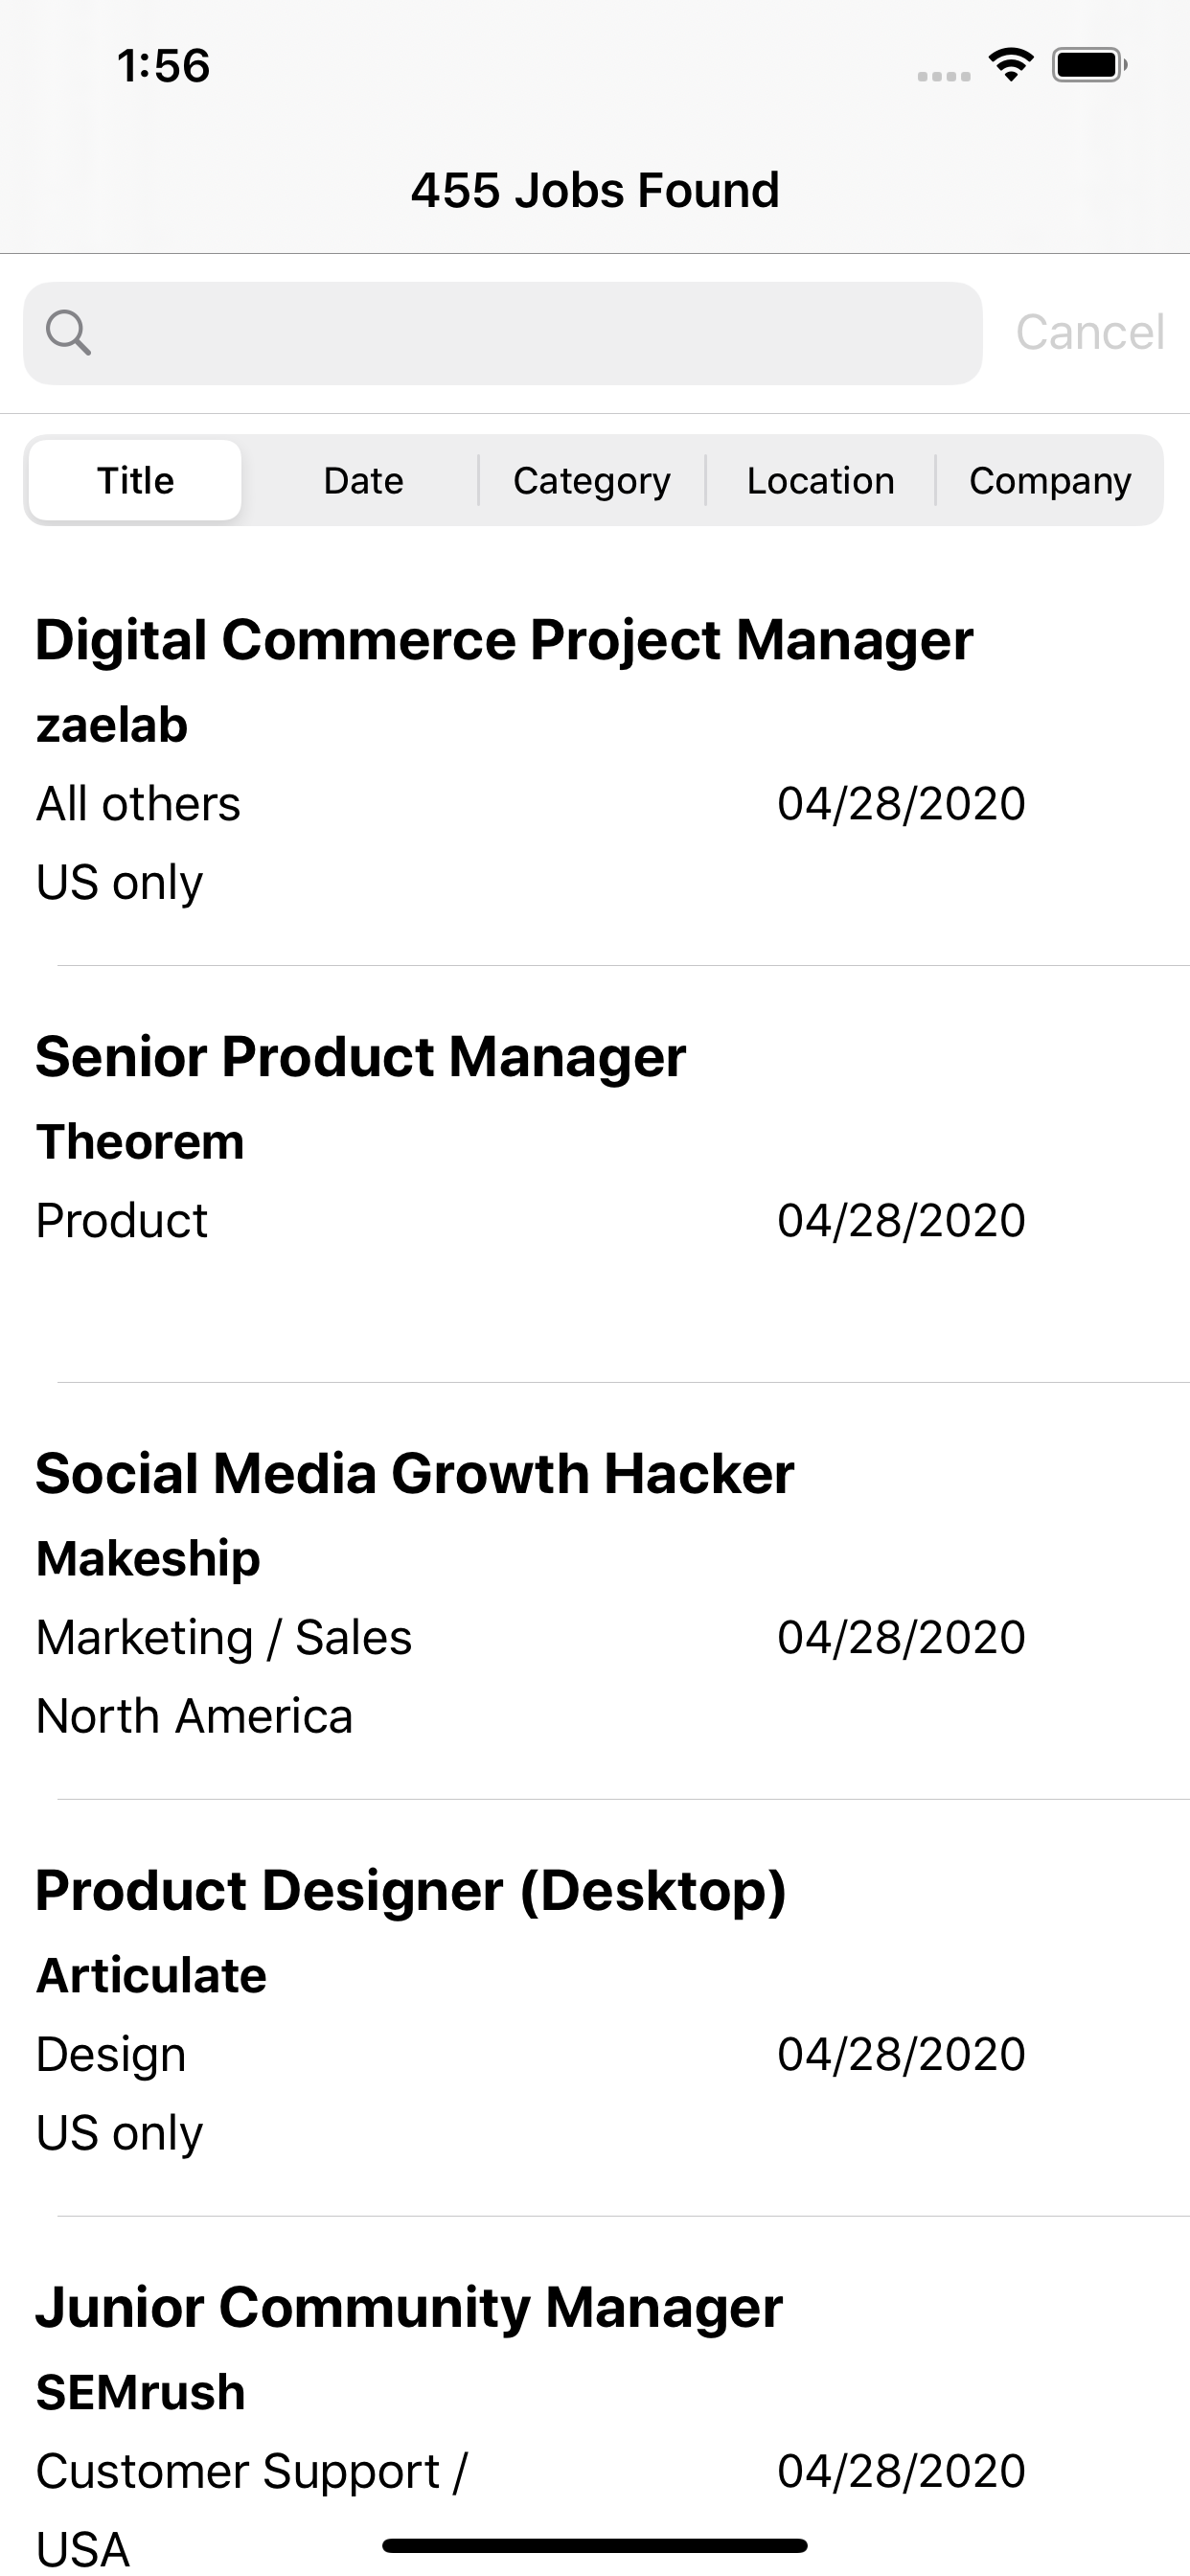 1:56
455 Jobs Found
Cancel
Title Date Category Location Company
Digital Commerce Project Manager
zaelab
All others 04/28/2020
US only
Senior Product Manager
Theorem
Product 04/28/2020
Social Media Growth Hacker
Makeship
Marketing / Sales 04/28/2020
North America
Product Designer (Desktop)
Articulate
Design 04/28/2020
US only
Junior Community Manager
SEMrush
Customer Support / 04/28/2020
USA